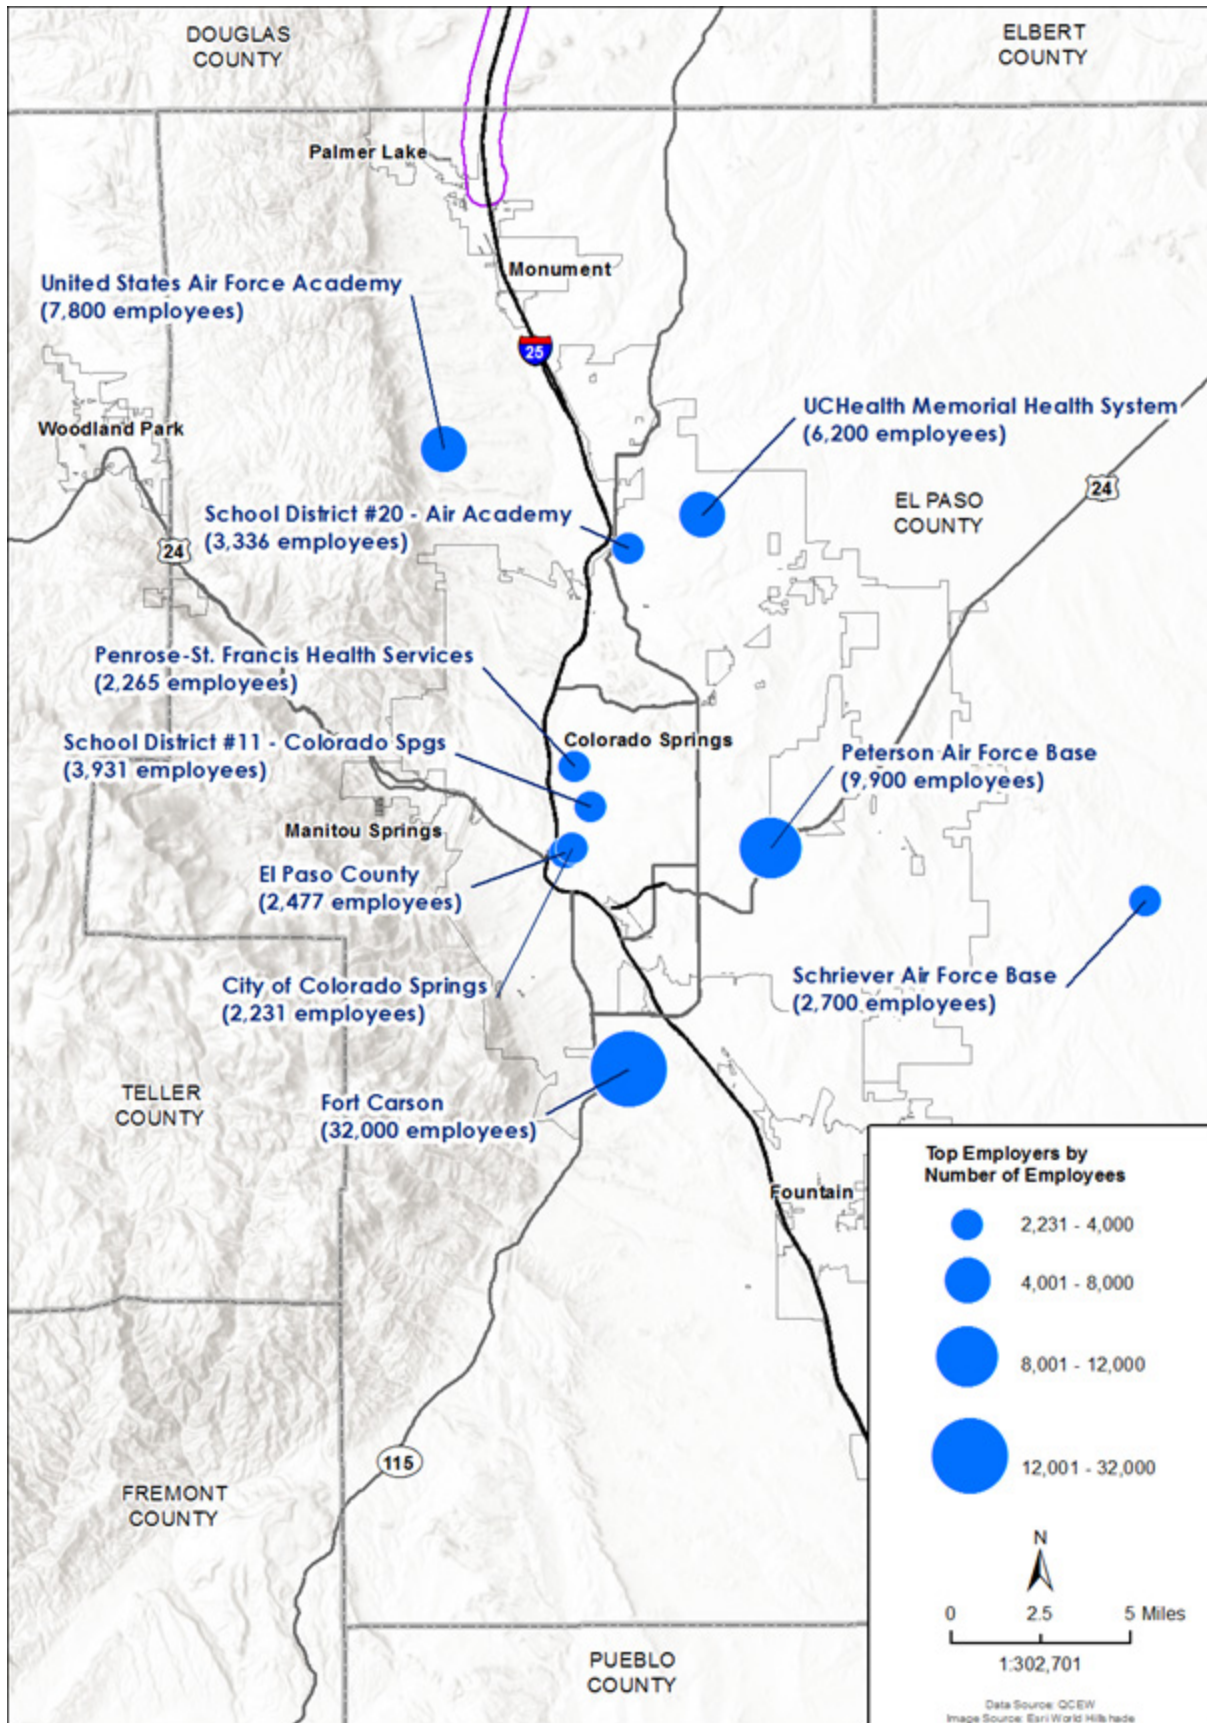 DOUGLAS
COUNTY
ELBERT
COUNTY
Palmer Lake
Monument
United States Air Force Academy
(7,800 employees)
25
Woodland Park
UCHealth Memorial Health System
(6,200 employees)
24
EL PASO
COUNTY
School District #20 - Air Academy
(3,336 employees)
24
Penrose-St. Francis Health Services
(2,265 employees)
School District #11 - Colorado Spgs
(3,931 employees)
Colorado Springs
Peterson Air Force Base
(9,900 employees)
Manitou Springs
El Paso County
(2,477 employees)
City of Colorado Springs
(2,231 employees)
Schriever Air Force Base
(2,700 employees)
TELLER
COUNTY
Fort Carson
(32,000 employees)
Fountain
Top Employers by
Number of Employees
2,231 - 4,000
4,001 - 8,000
8,001 - 12,000
12,001 - 32,000
115
FREMONT
COUNTY
N
0 2.5 5 Miles
1:302,701
PUEBLO
COUNTY
Data Source: QCEW
Image Source: Esri World Hillshade